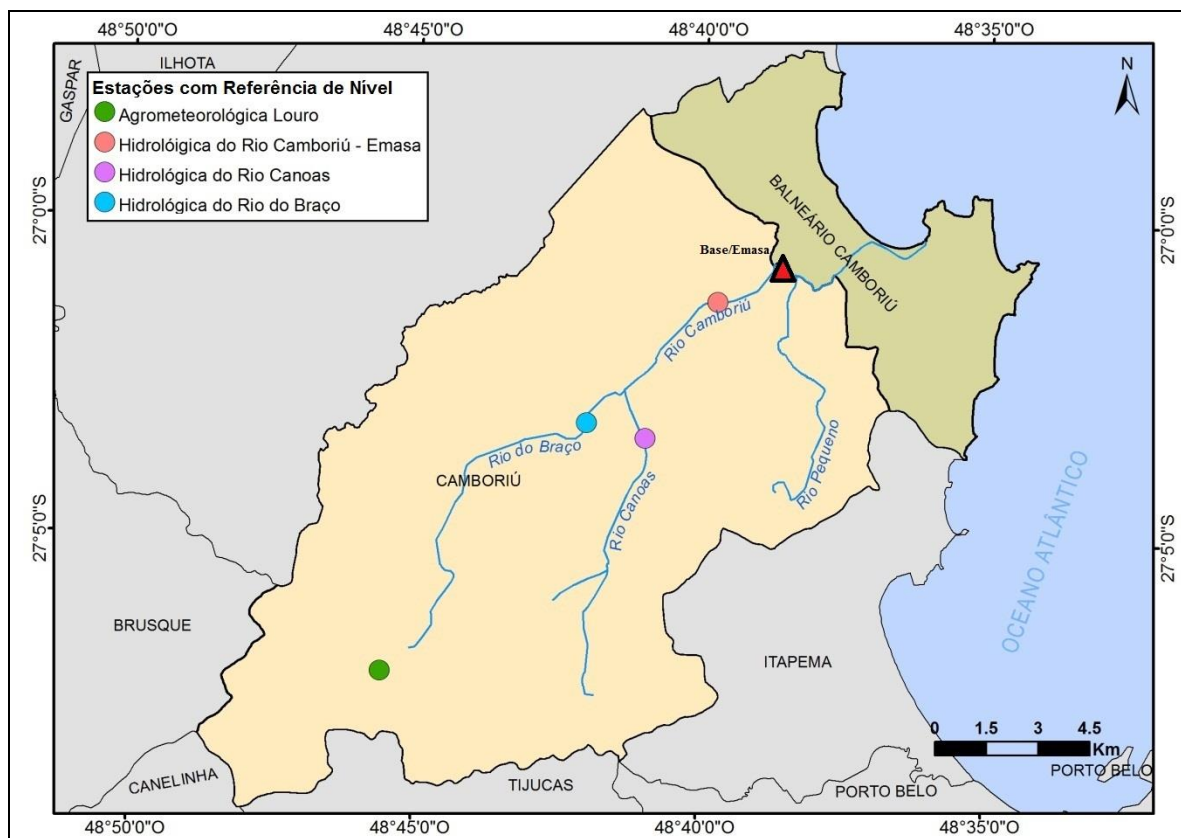 48°50'0"O
48°45'0"O
48°40'0"O
48°35'0"O
ILHOTA
GASPAR
Estações com Referência de Nível
Agrometeorológica Louro
Hidrolóigica do Rio Camboriú - Emasa
Hidrológica do Rio Canoas
Hidrológica do Rio do Braço
N
27°0'0"S
27°0'0"S
BALNEÁRIO CAMBORIÚ
Base/Emasa
Rio Camboriú
Rio do Braço
CAMBORIÚ
Rio Canoas
Rio Pequeno
27°5'0"S
27°5'0"S
OCEANO ATLÂNTICO
BRUSQUE
ITAPEMA
0 1.5 3 4.5
Km
CANELINHA
TIJUCAS
PORTO BELO
PORTO BELO
48°50'0"O
48°45'0"O
48°40'0"O
48°35'0"O